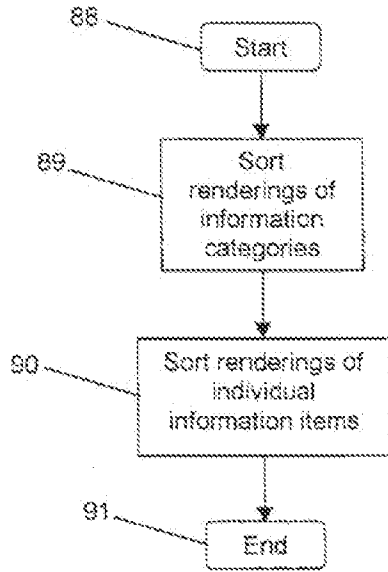 88
Start
89
Sort
renderings of
information
categories
90
Sort renderings of
individual
information items
91
End